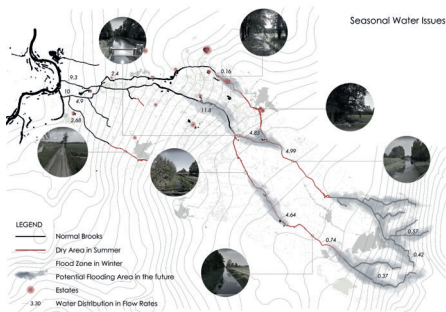 Seasonal Water Issues
0.16
2.4
9.3
10
4.9
2.68
11.8
4.83
4.99
4.64
0.74
0.57
0.42
0.37
LEGEND
Normal Brooks
Dry Area in Summer
Flood Zone in Winter
Potential Flooding Area in the future
Estates
3.30 Water Distribution in Flow Rates